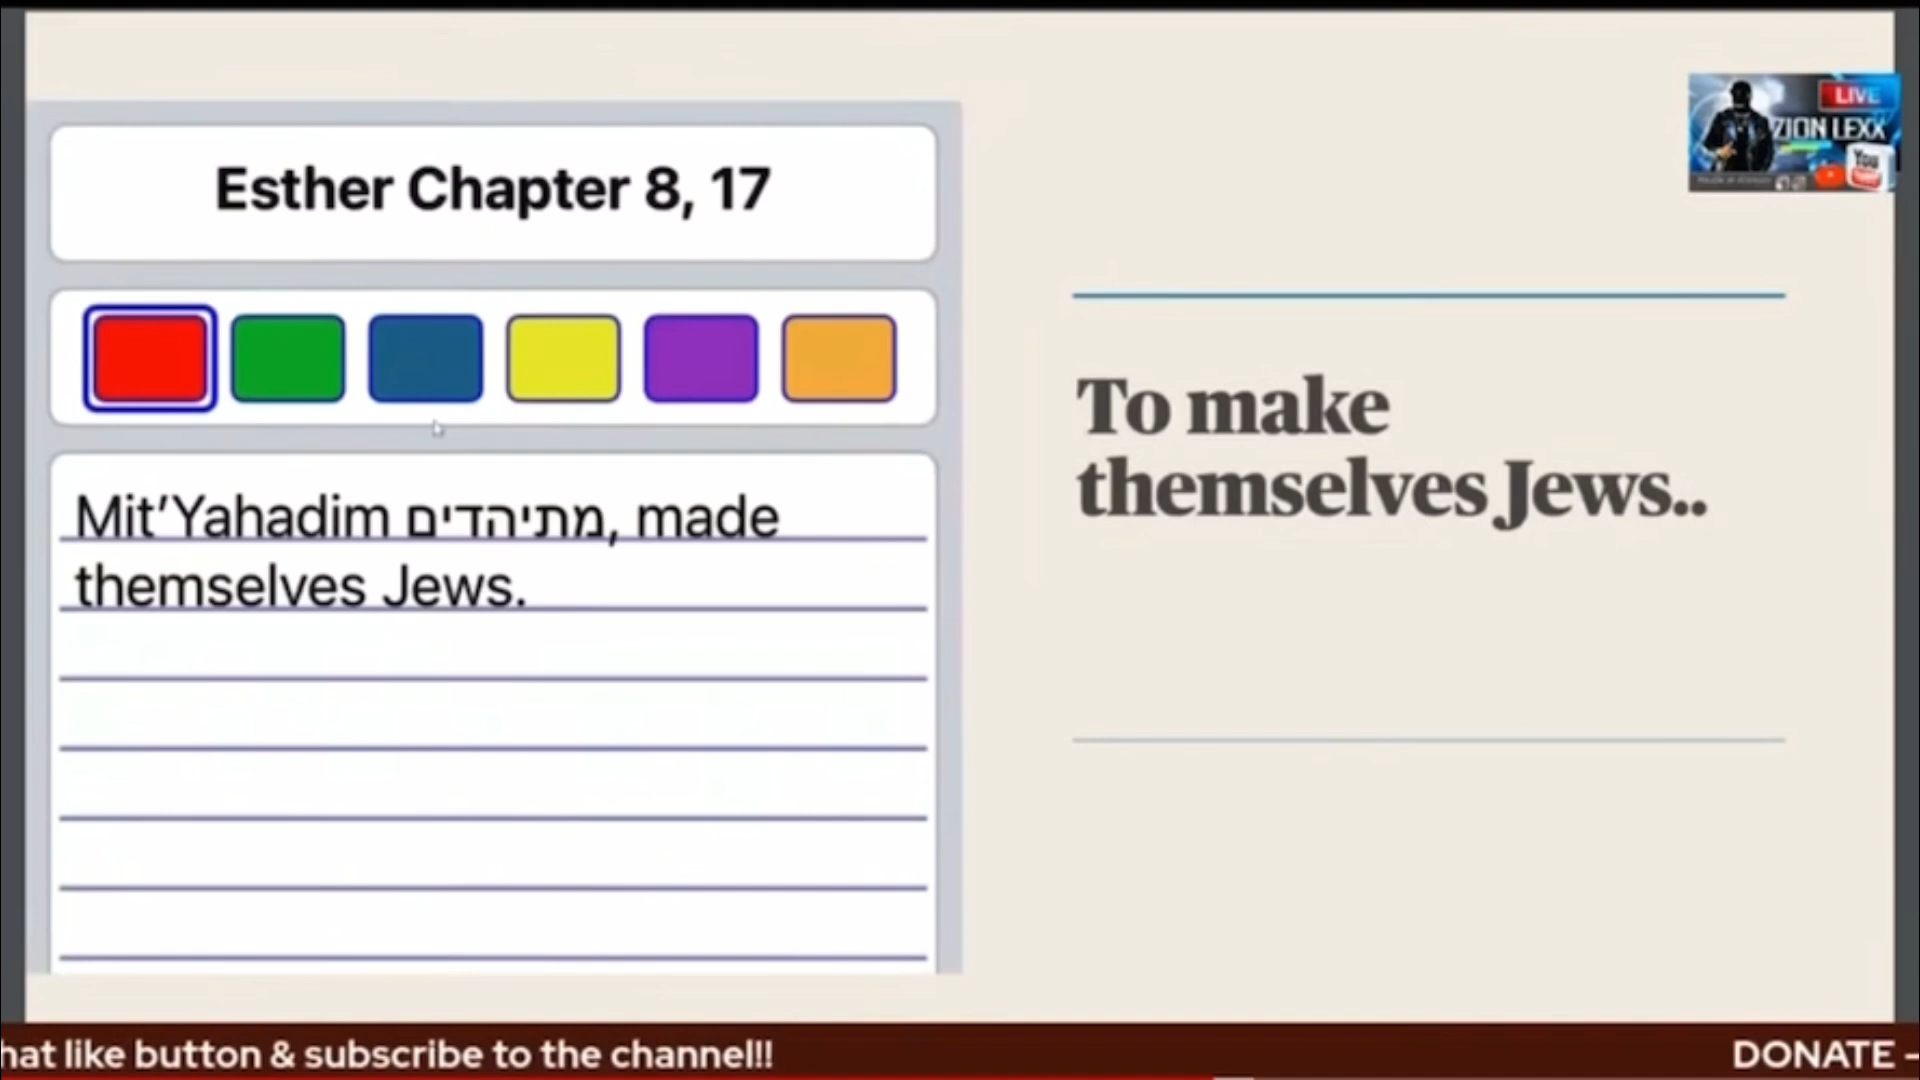 Esther Chapter 8, 17
LIVE
ZION LEXX
You
Mit'Yahadim מתיהדים, made
themselves Jews.
To make
themselves Jews..
hat like button & subscribe to the channel!!
DONATE -